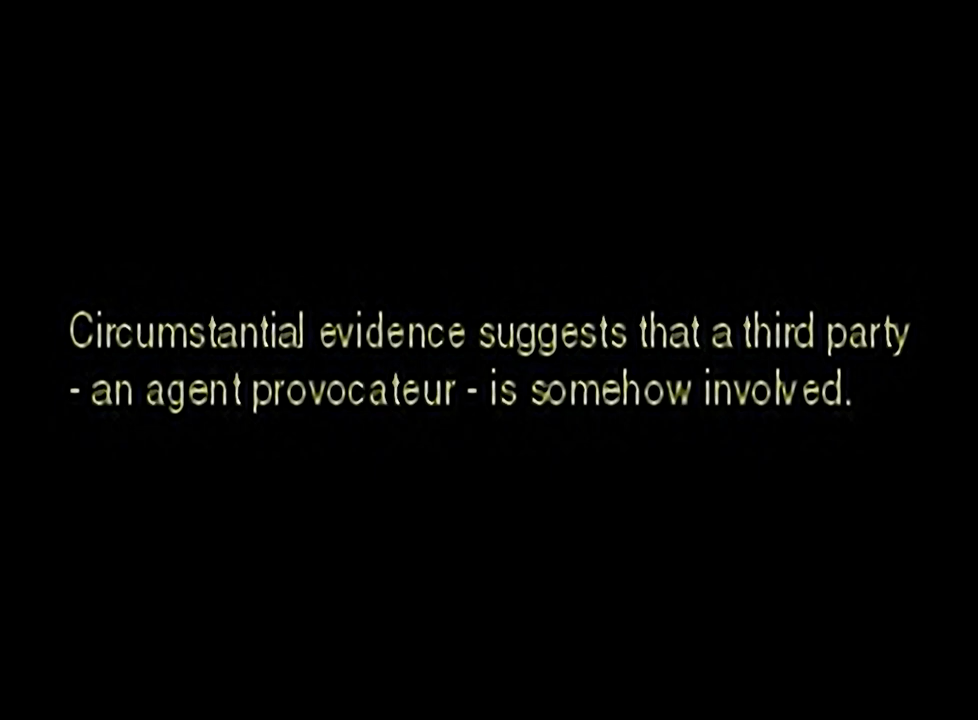 Circumstantial evidence suggests that a third party
- an agent provocateur - is somehow involved.